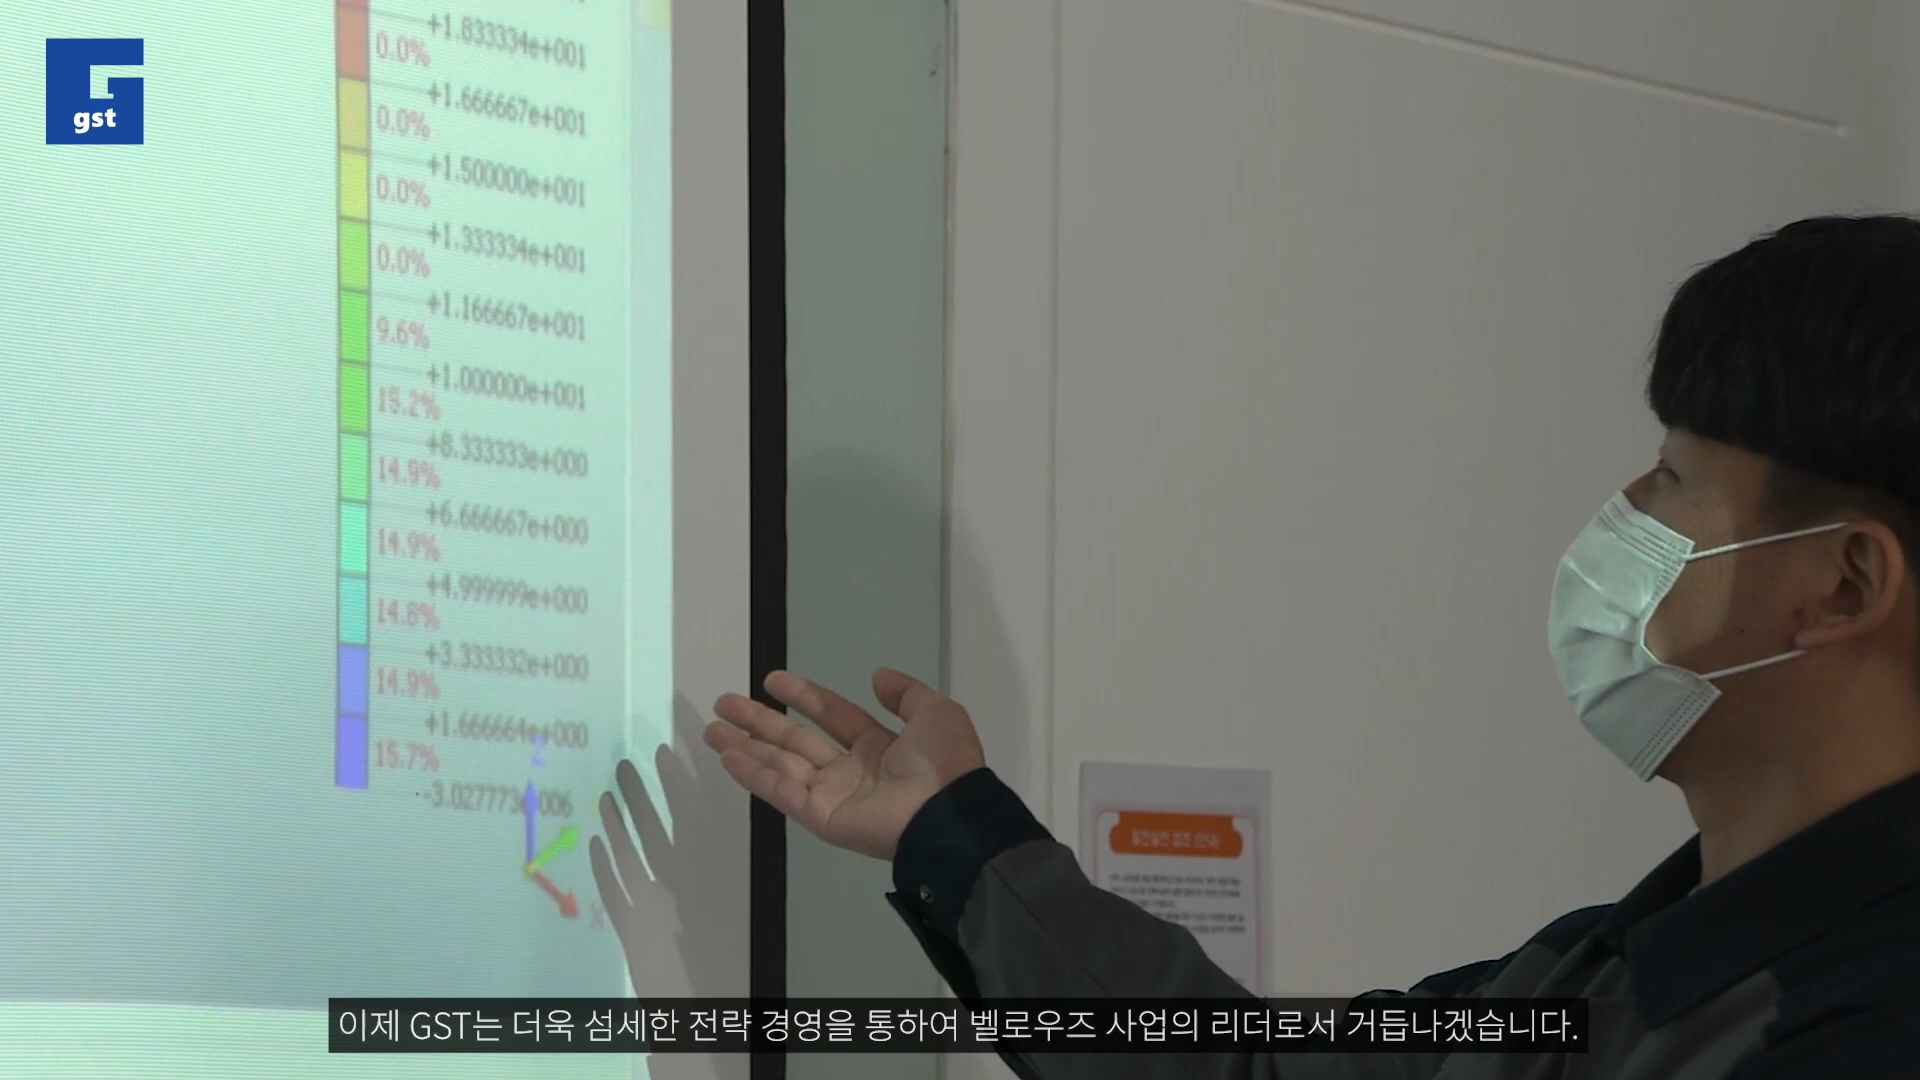 gst
+1.833334e+001
0.0%
+1.666667e+001
0.0%
+1.500000e+001
0.0%
+1.333334e+001
0.0%
+1.166667e+001
9.6%
+1.000000e+001
15.2%
+8.333333e+000
14.9%
+6.666667e+000
14.9%
+4.999999e+000
14.8%
+3.333332e+000
14.9%
+1.666664e+000
15.7%
Z
X
이제 GST는 더욱 섬세한 전략 경영을 통하여 벨로우즈 사업의 리더로서 거듭나겠습니다.